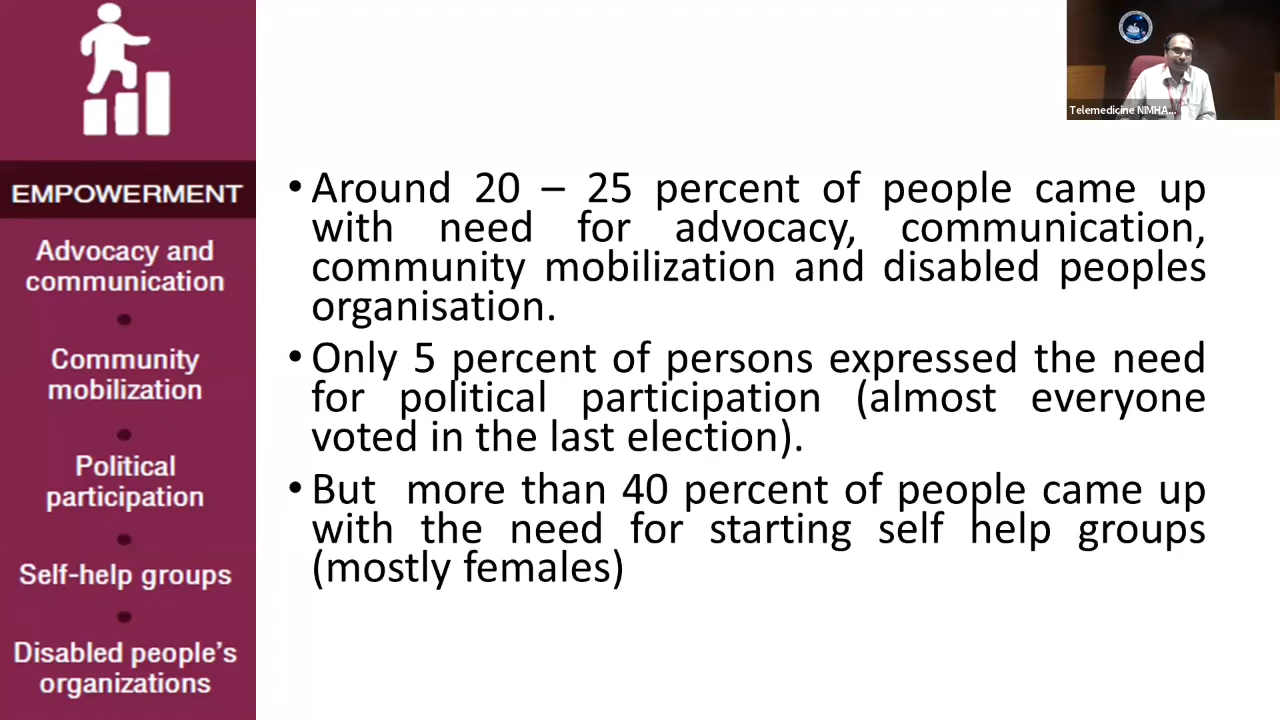 EMPOWERMENT
Advocacy and
communication
Community
mobilization
Political
participation
Self-help groups
Disabled people's
organizations
• Around 20 – 25 percent of people came up
with need for advocacy, communication,
community mobilization and disabled peoples
organisation.
• Only 5 percent of persons expressed the need
for political participation (almost everyone
voted in the last election).
• But more than 40 percent of people came up
with the need for starting self help groups
(mostly females)
Telemedicine NIMHA...